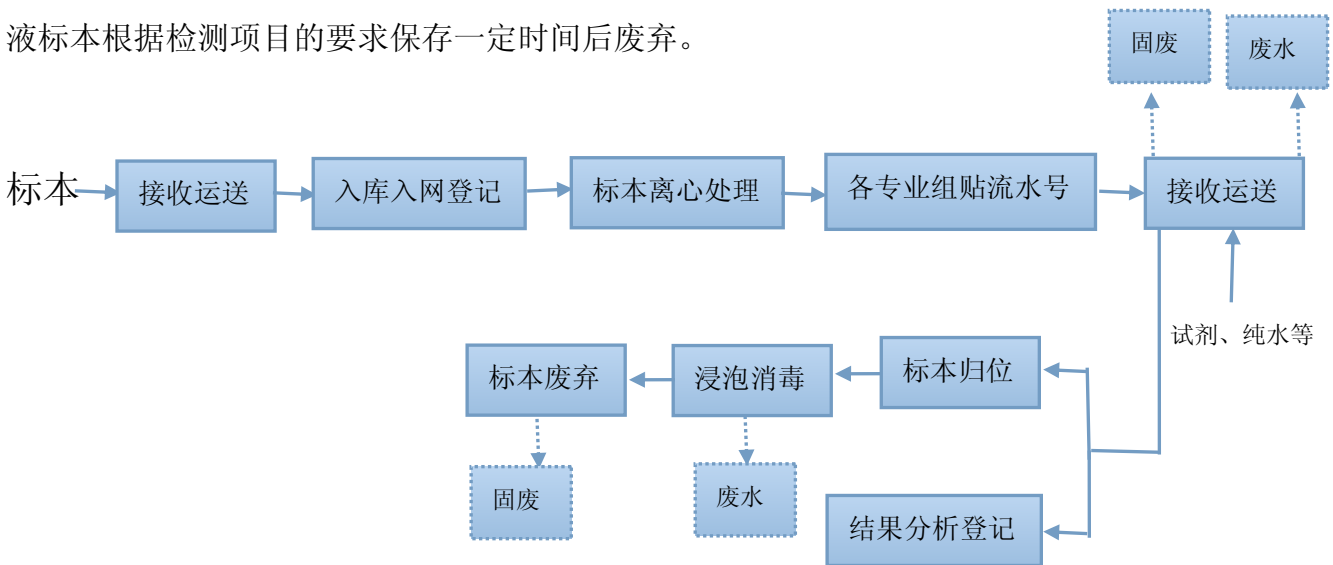 液标本根据检测项目的要求保存一定时间后废弃。
固废
废水
标本
接收运送
入库入网登记
标本离心处理
各专业组贴流水号
接收运送
试剂、纯水等
标本废弃
浸泡消毒
标本归位
固废
废水
结果分析登记